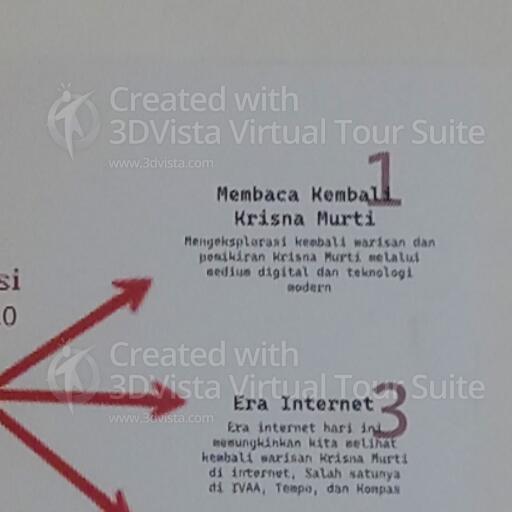 Created with
3DVista Virtual Tour Suite
www.3dvista.com
1
Membaca Kembali
Krisna Murti
Mengeksplorasi kembali warisan dan
pemikiran Krisna Murti melalui
medium digital dan teknologi
modern
si
0
Created with
3DVista Virtual Tour Suite
www.3dvista.com
3
Era Internet
Era internet hari ini
memungkinkan kita melihat
kembali warisan Krisna Murti
di internet, Salah satunya
di IVAA, Tempo, dan Kompas